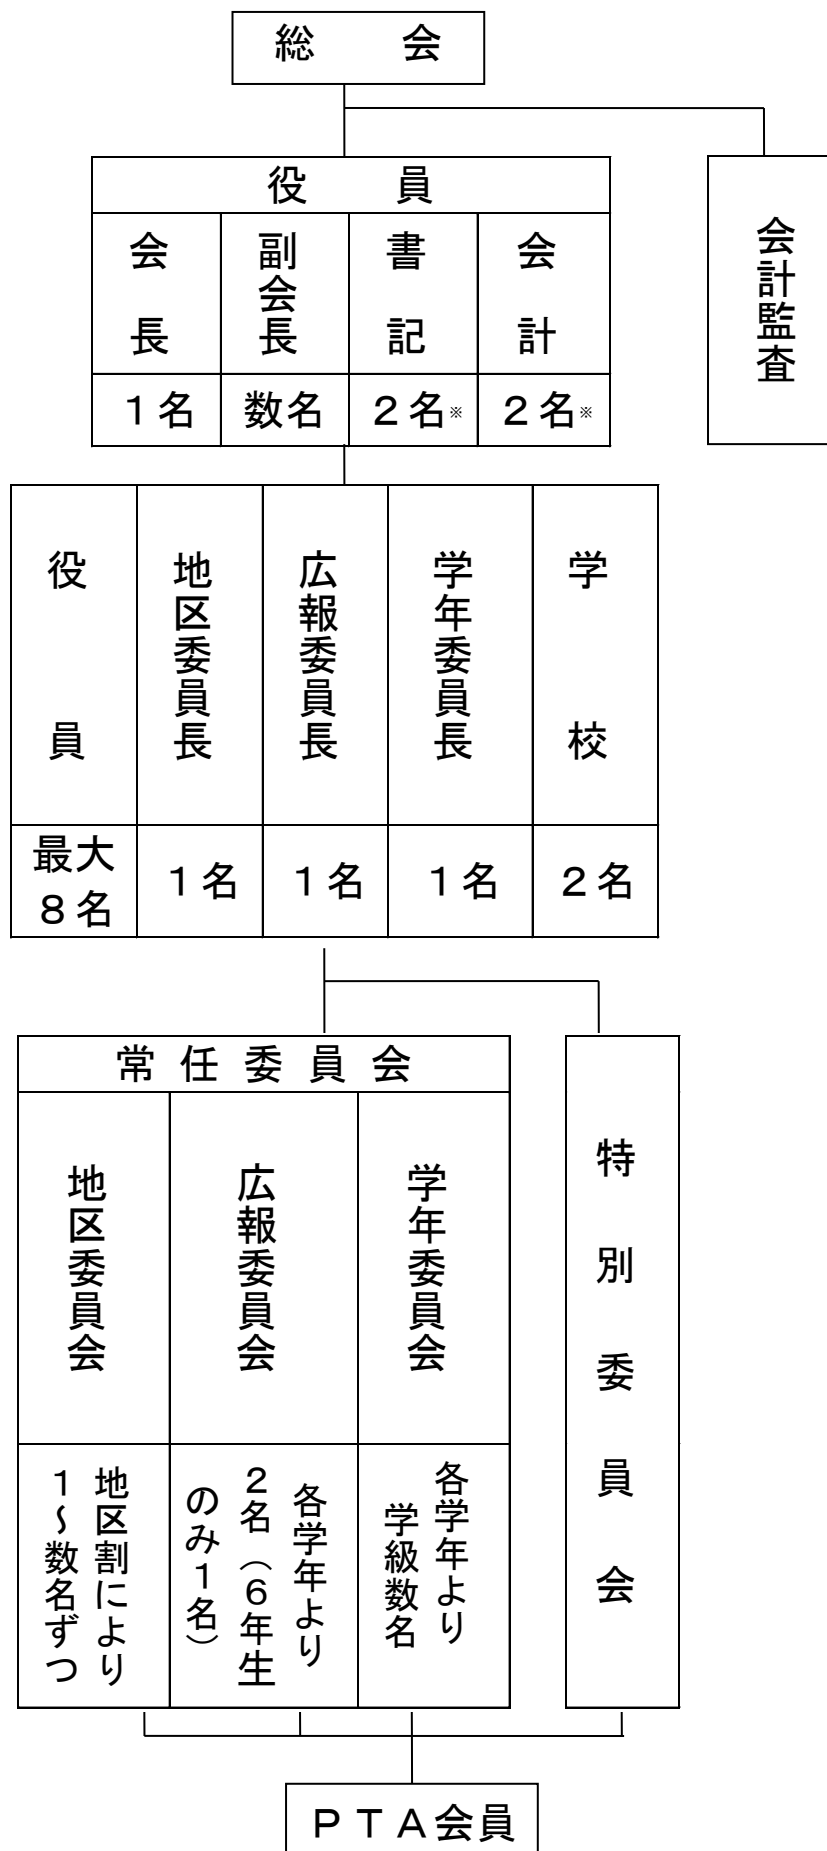 総会
役員
会長
副会長
書記
会計
1名
数名
2名※
2名※
会計監査
役員
地区委員長
広報委員長
学年委員長
学校
最大
8名
1名
1名
1名
2名
常任委員会
地区委員会
広報委員会
学年委員会
特別委員会
地区割により
1~数名ずつ
各学年より
2名(6年生
のみ1名)
各学年より
学級数名
PTA会員